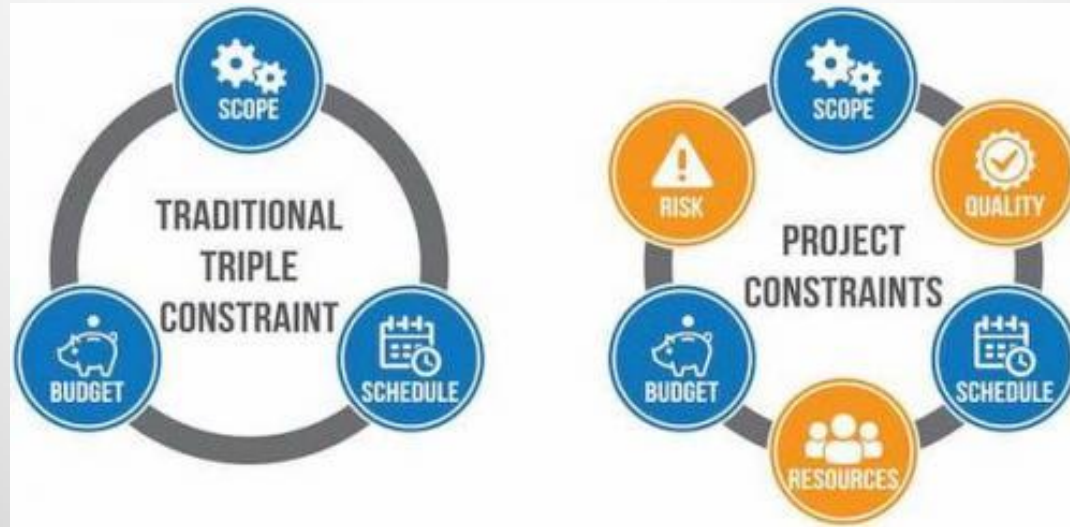 SCOPE
TRADITIONAL
TRIPLE
CONSTRAINT
BUDGET
SCHEDULE
SCOPE
RISK
QUALITY
PROJECT
CONSTRAINTS
BUDGET
SCHEDULE
RESOURCES